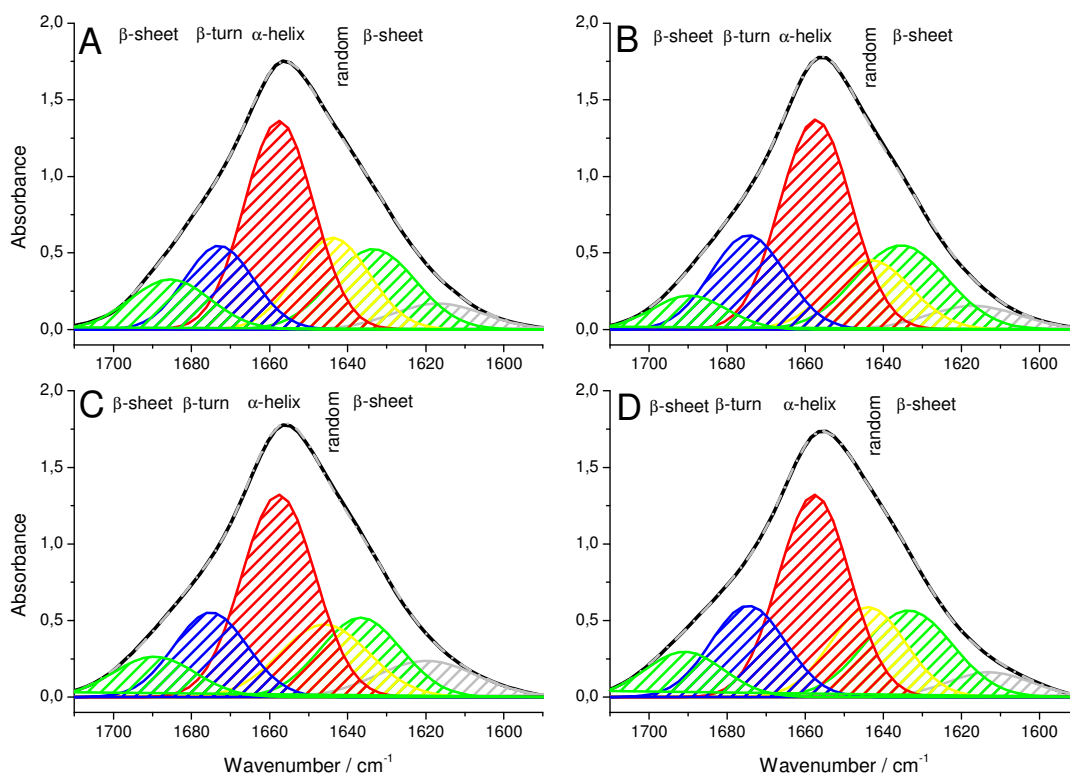 A
β-sheet β-turn α-helix random β-sheet
2,0
1,5
1,0
0,5
0,0
Absorbance
1700 1680 1660 1640 1620 1600
B
β-sheet β-turn α-helix random β-sheet
2,0
1,5
1,0
0,5
0,0
1700 1680 1660 1640 1620 1600
C
β-sheet β-turn α-helix random β-sheet
2,0
1,5
1,0
0,5
0,0
Absorbance
1700 1680 1660 1640 1620 1600
Wavenumber / cm⁻¹
D
β-sheet β-turn α-helix random β-sheet
2,0
1,5
1,0
0,5
0,0
1700 1680 1660 1640 1620 1600
Wavenumber / cm⁻¹